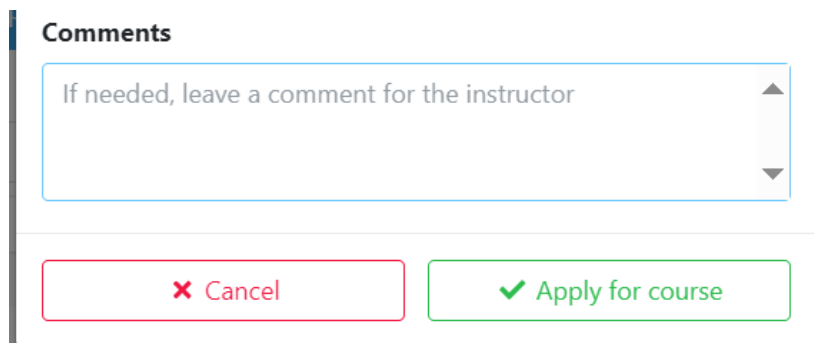 Comments
If needed, leave a comment for the instructor
Cancel
Apply for course